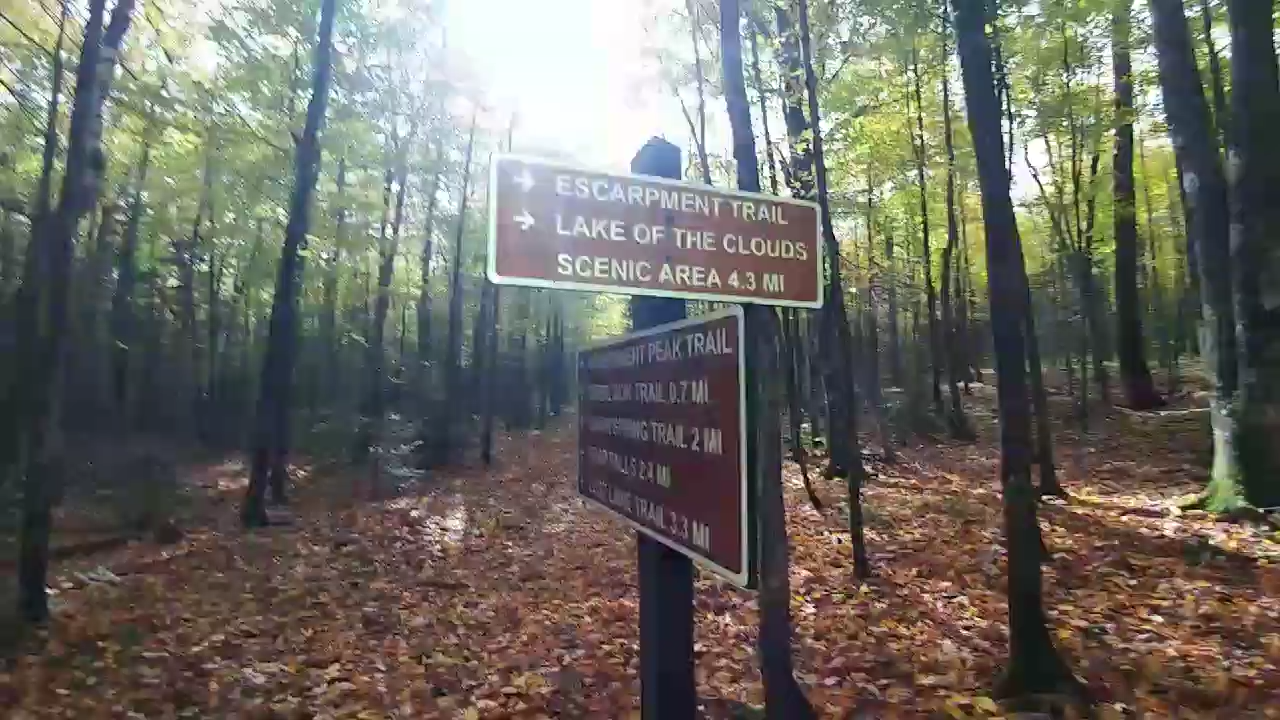 → ESCARPMENT TRAIL
→ LAKE OF THE CLOUDS
SCENIC AREA 4.3 MI
PEAK TRAIL
TRAIL 0.7 MI
TRAIL 2 MI
2.4 MI
LAKE TRAIL 3.3 MI